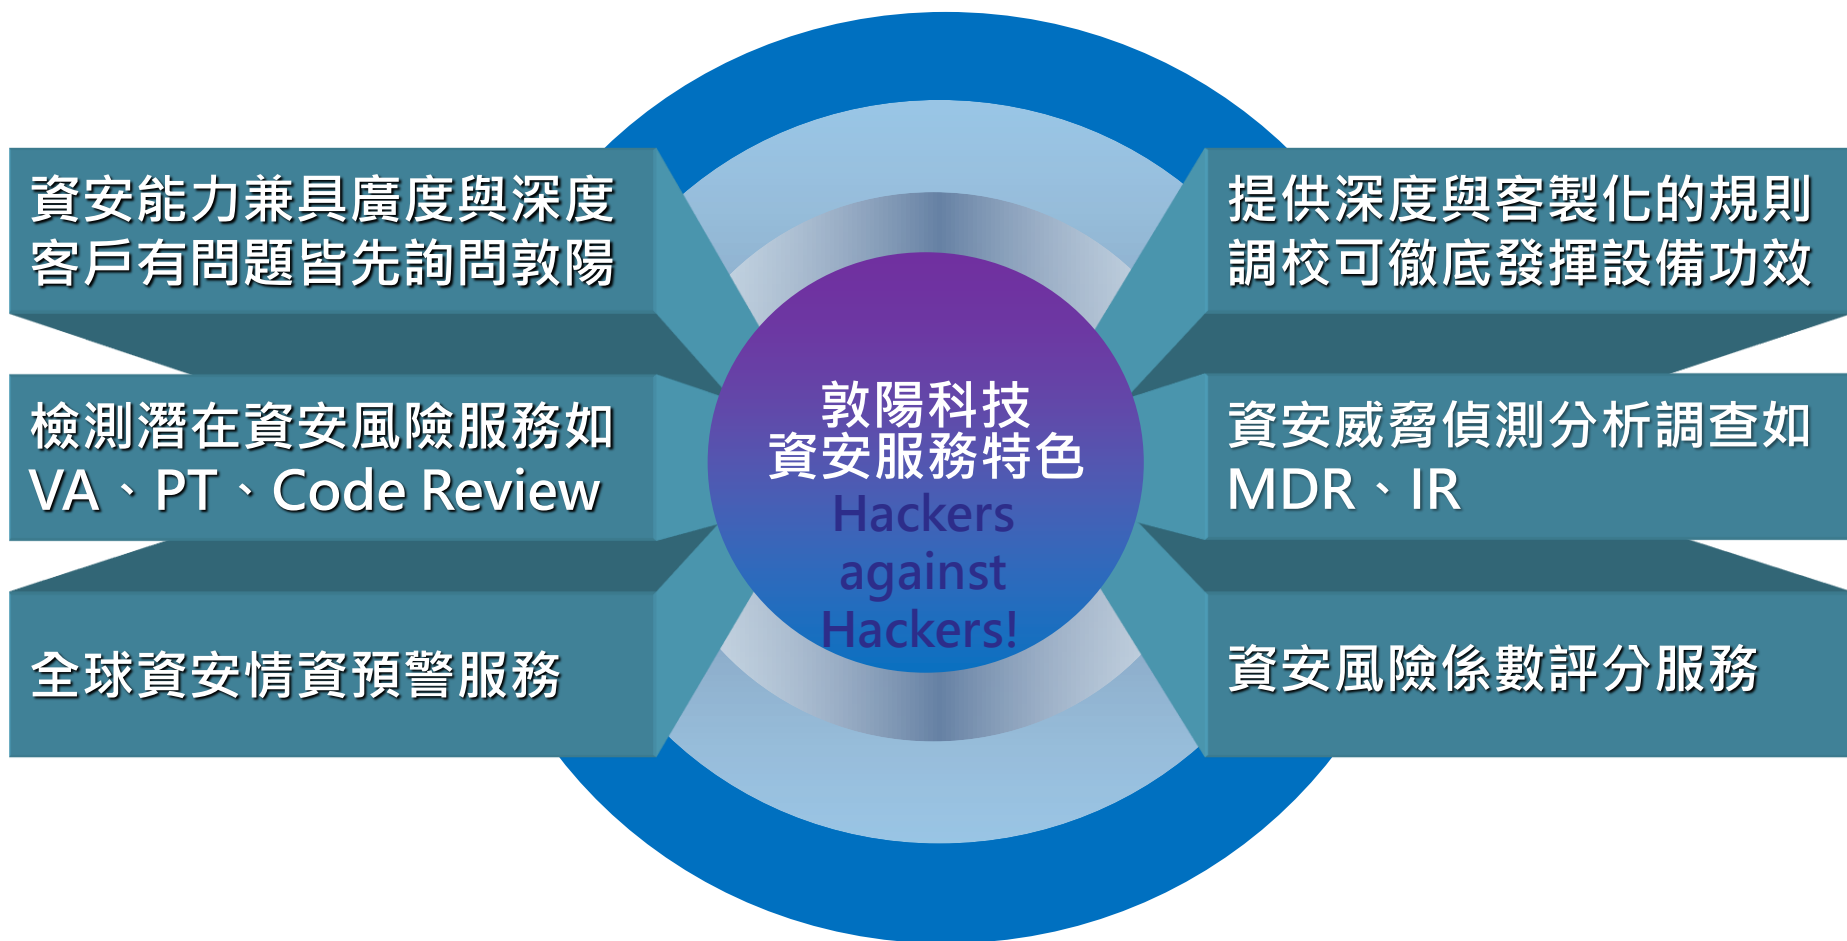 資安能力兼具廣度與深度
客戶有問題皆先詢問敦陽
檢測潛在資安風險服務如
VA、PT、Code Review
全球資安情資預警服務
敦陽科技
資安服務特色
Hackers
against
Hackers!
提供深度與客製化的規則
調校可徹底發揮設備功效
資安威脅偵測分析調查如
MDR、IR
資安風險係數評分服務